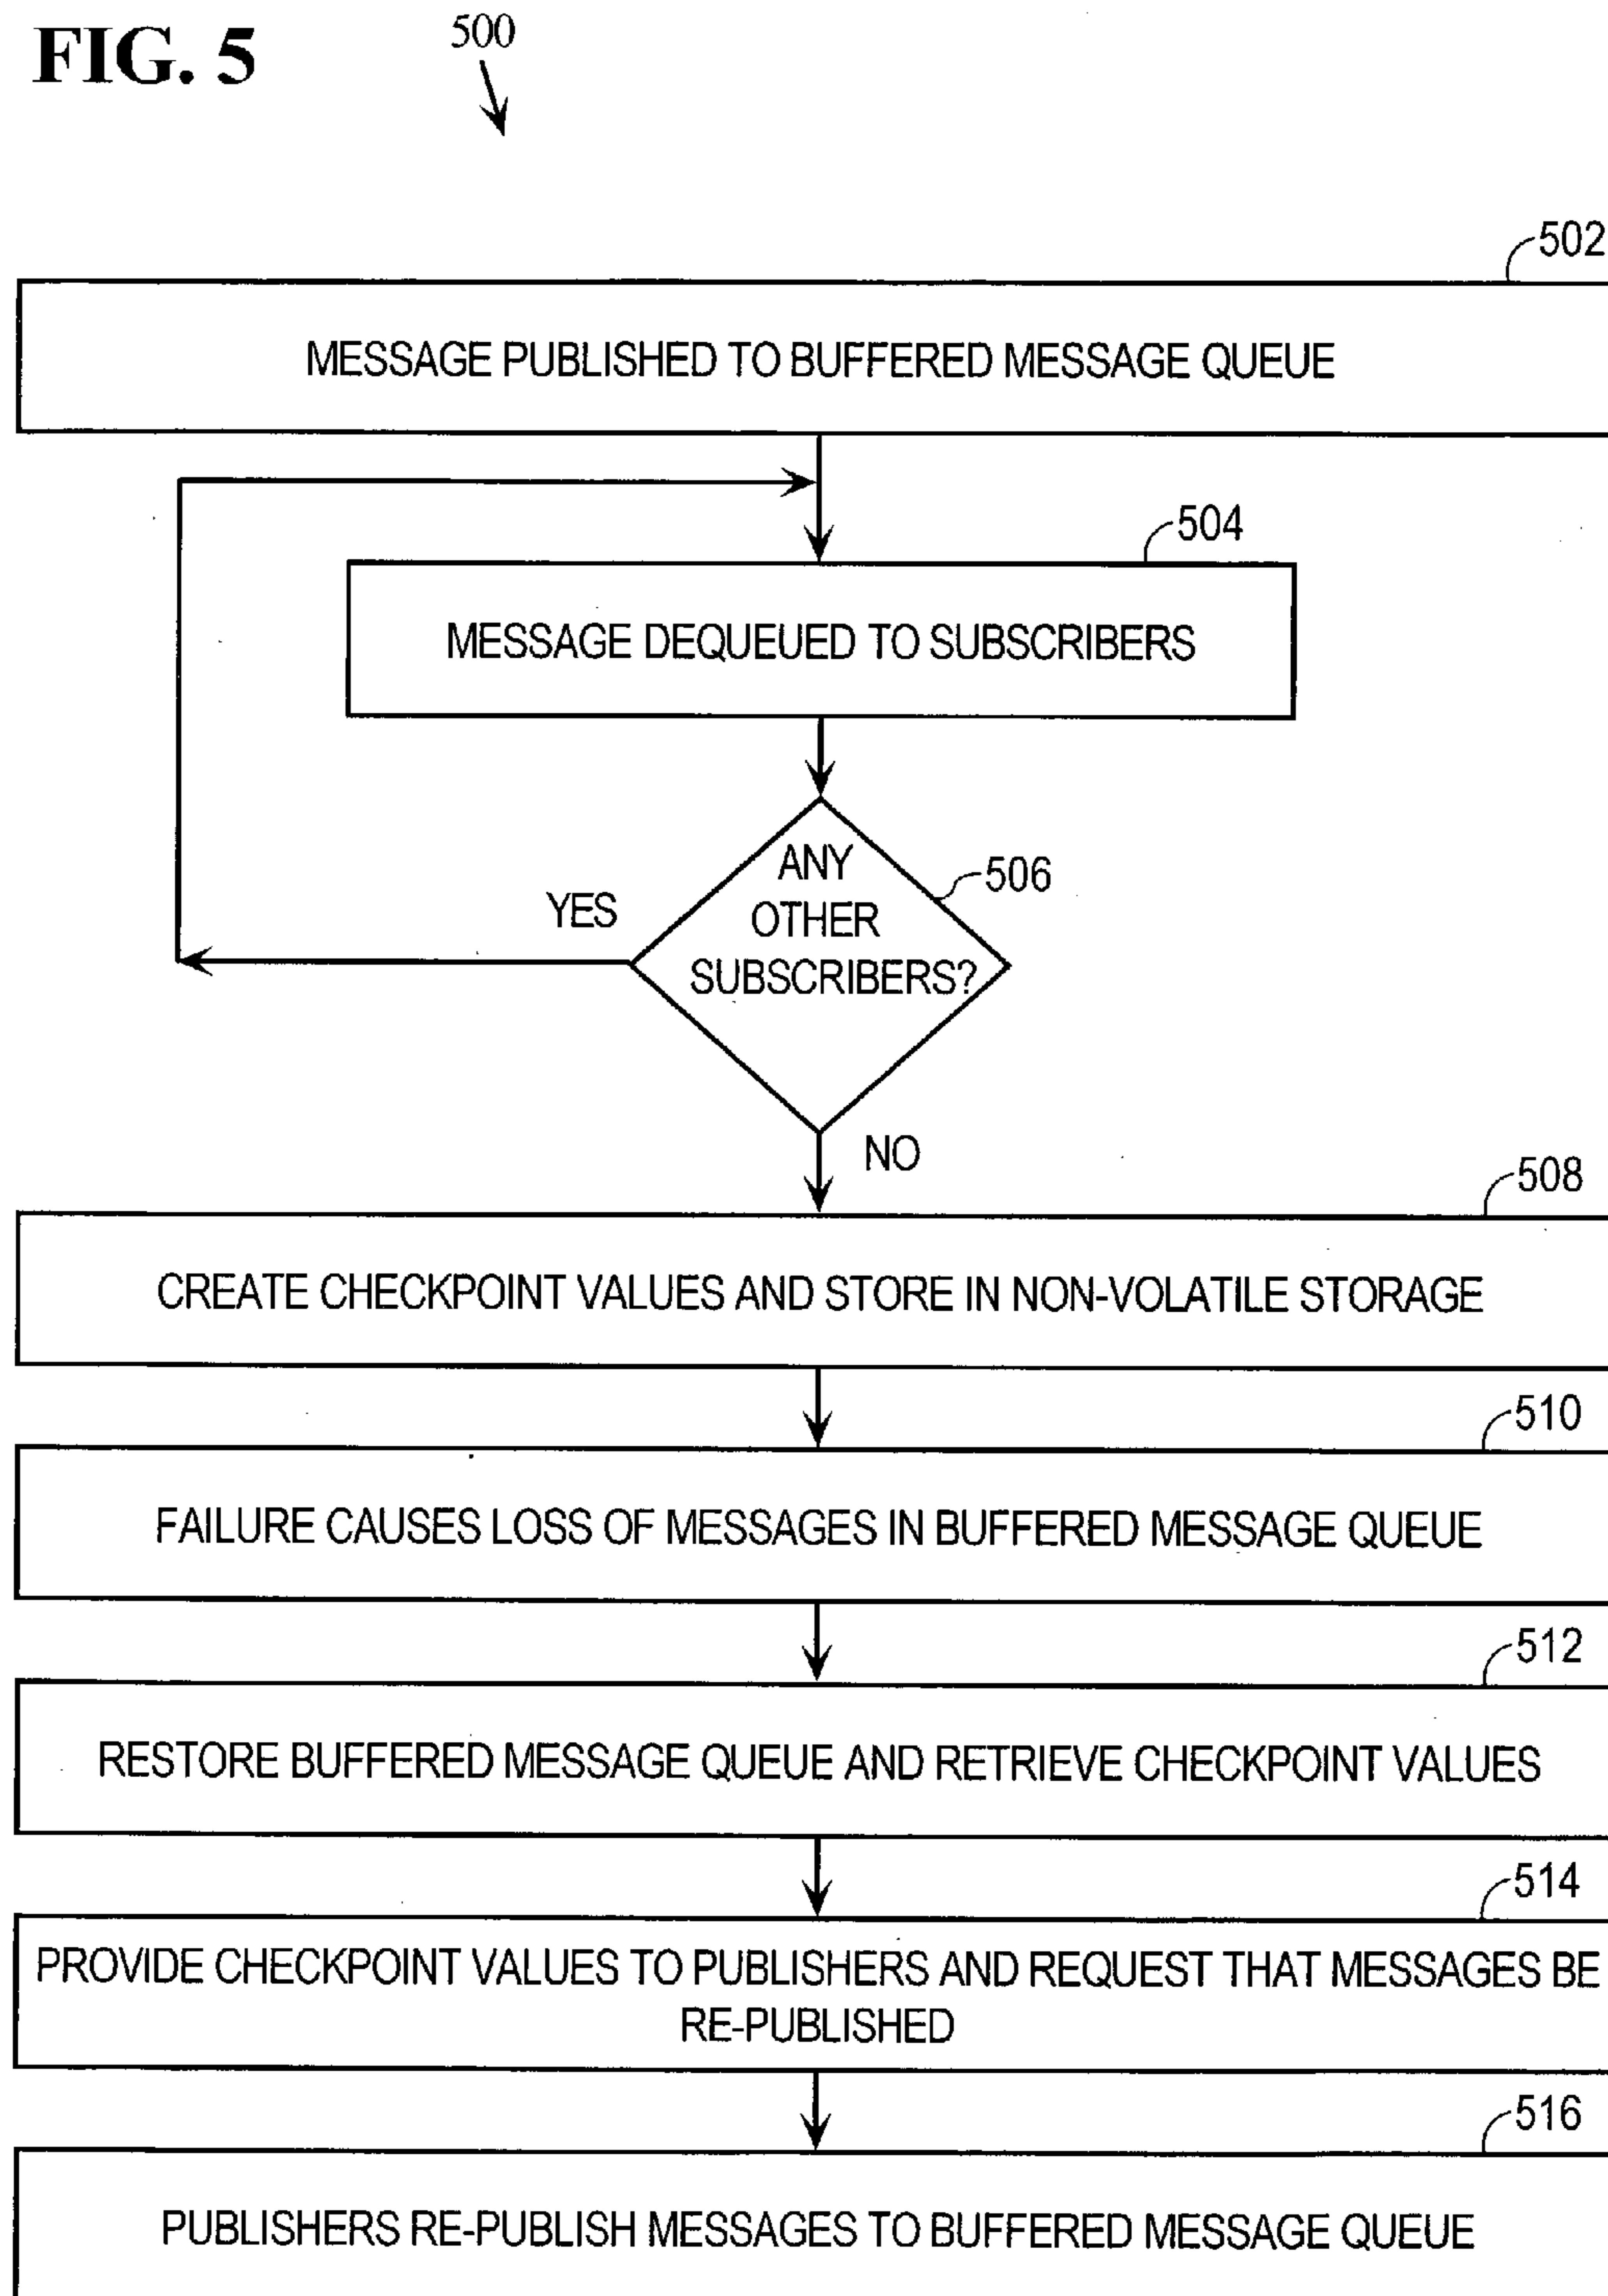 FIG. 5
500
502
MESSAGE PUBLISHED TO BUFFERED MESSAGE QUEUE
504
MESSAGE DEQUEUED TO SUBSCRIBERS
ANY
OTHER
SUBSCRIBERS?
506
YES
NO
508
CREATE CHECKPOINT VALUES AND STORE IN NON-VOLATILE STORAGE
510
FAILURE CAUSES LOSS OF MESSAGES IN BUFFERED MESSAGE QUEUE
512
RESTORE BUFFERED MESSAGE QUEUE AND RETRIEVE CHECKPOINT VALUES
514
PROVIDE CHECKPOINT VALUES TO PUBLISHERS AND REQUEST THAT MESSAGES BE
RE-PUBLISHED
516
PUBLISHERS RE-PUBLISH MESSAGES TO BUFFERED MESSAGE QUEUE